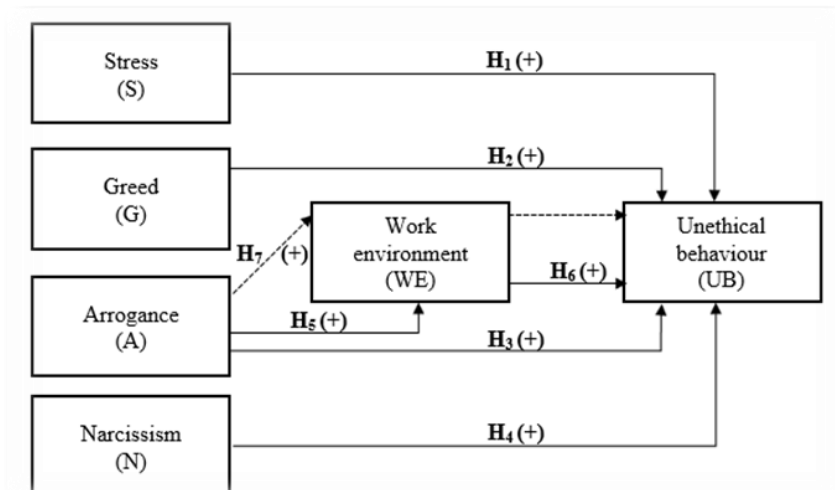 Stress
(S)
H₁ (+)
Greed
(G)
H₂ (+)
Work
environment
(WE)
Unethical
behaviour
(UB)
H₇ (+)
H₆ (+)
Arrogance
(A)
H₅ (+)
H₃ (+)
Narcissism
(N)
H₄ (+)